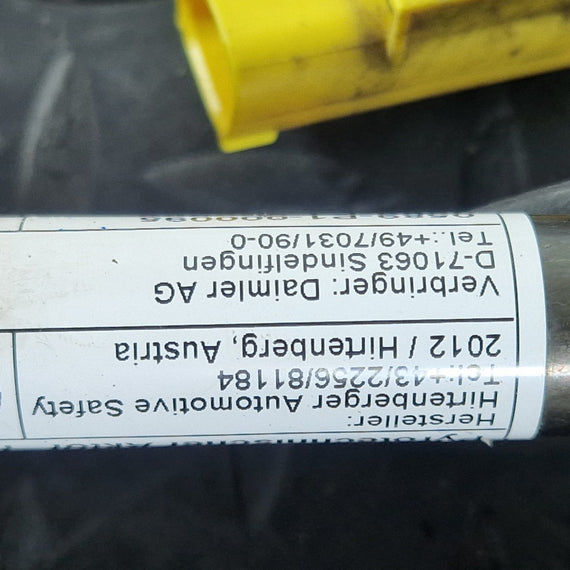 Hersteller:
Hirtenberger Automotive Safety
Tel.:+43/2256/81184
2012 / Hirtenberg, Austria
Verbringer: Daimler AG
D-71063 Sindelfingen
Tel.:+49/7031/90-0